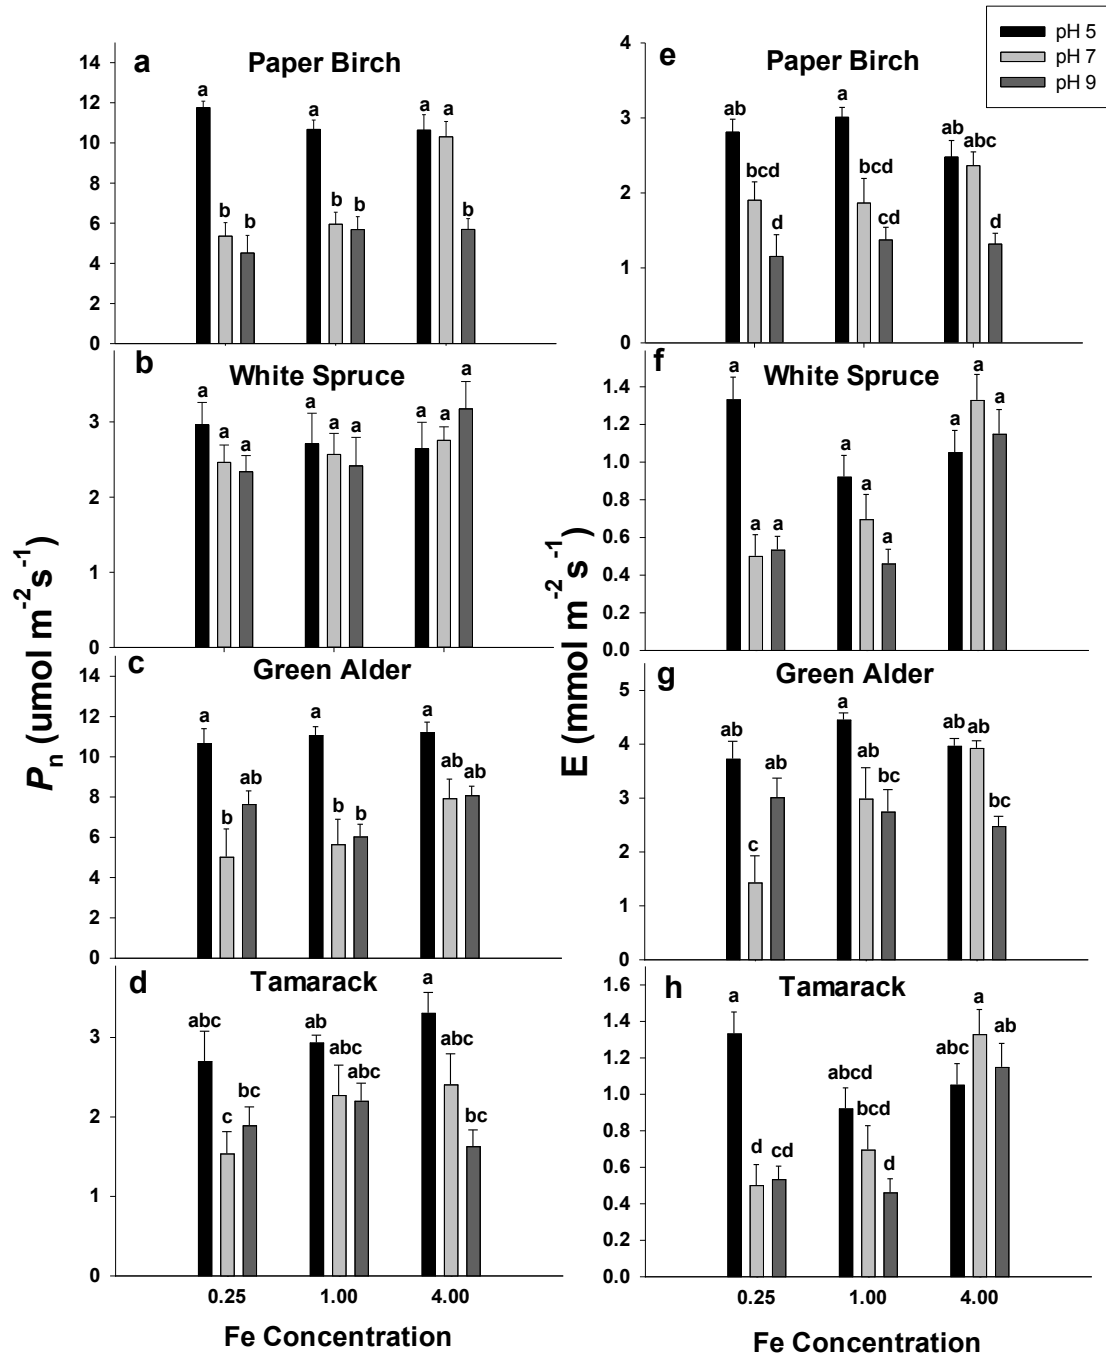 pH 5
pH 7
pH 9
a
Paper Birch
14
12
10
8
6
4
2
0
a
b
b
a
b
b
a
a
b
b
White Spruce
3
2
1
0
a
a
a
a
a
a
a
a
a
c
Green Alder
14
12
10
8
6
4
2
0
a
b
ab
a
b
b
a
ab
ab
d
Tamarack
3
2
1
0
abc
c
bc
ab
abc
abc
a
abc
bc
0.25 1.00 4.00
Fe Concentration
Pn (umol m-2s-1)
e
Paper Birch
4
3
2
1
0
ab
bcd
d
a
bcd
cd
ab
abc
d
f
White Spruce
1.4
1.2
1.0
0.8
0.6
0.4
0.2
0.0
a
a
a
a
a
a
a
a
a
g
Green Alder
5
4
3
2
1
0
ab
c
ab
a
ab
bc
ab
ab
bc
h
Tamarack
1.6
1.4
1.2
1.0
0.8
0.6
0.4
0.2
0.0
a
d
cd
abcd
bcd
d
abc
a
ab
0.25 1.00 4.00
Fe Concentration
E (mmol m-2 s-1)